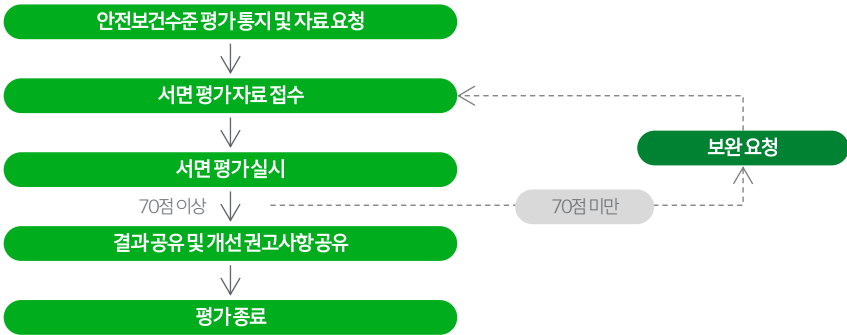 안전보건수준 평가 통지 및 자료 요청
서면 평가 자료 접수
보완 요청
서면 평가 실시
70점 이상
70점 미만
결과 공유 및 개선 권고사항 공유
평가 종료